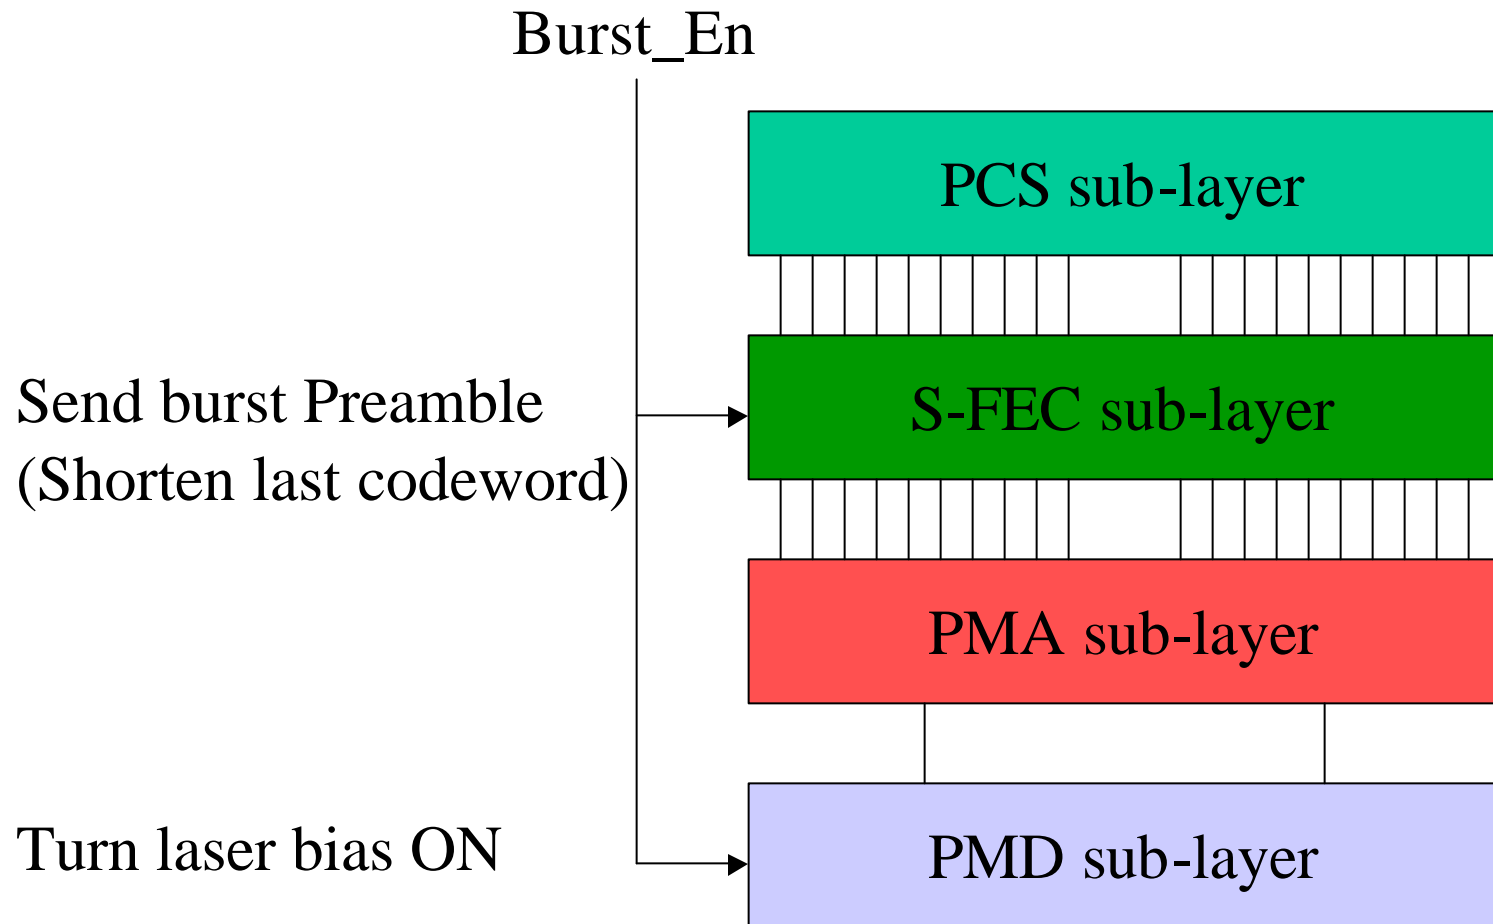 Burst_En
PCS sub-layer
Send burst Preamble
(Shorten last codeword)
S-FEC sub-layer
PMA sub-layer
Turn laser bias ON
PMD sub-layer